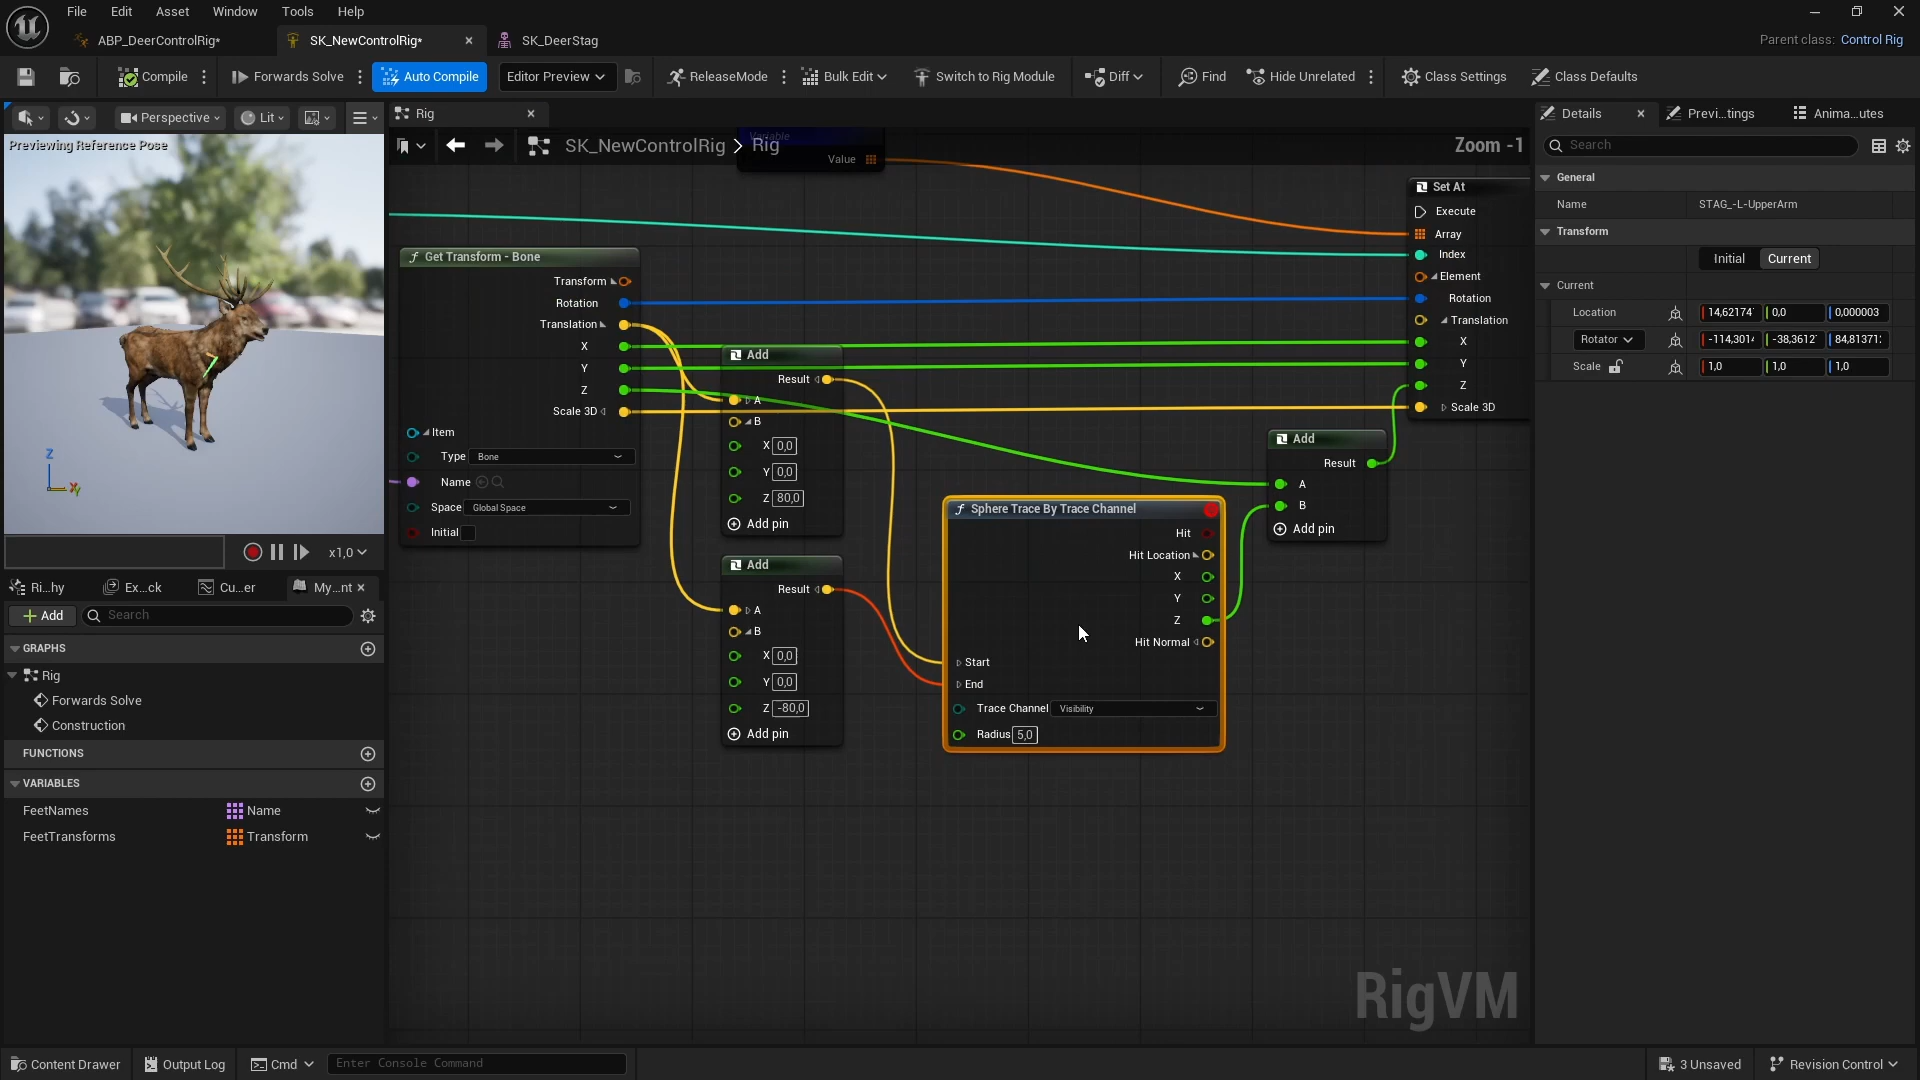 File Edit Asset Window Tools Help
ABP_DeerControlRig*
SK_NewControlRig*
SK_DeerStag
Parent class: Control Rig
Compile
Forwards Solve
Auto Compile
Editor Preview
ReleaseMode
Bulk Edit
Switch to Rig Module
Diff
Find
Hide Unrelated
Class Settings
Class Defaults
Perspective
Lit
Previewing Reference Pose
Z
x1,0
Ri...hy
Ex...ck
Cu...er
My...nt
Add
Search
GRAPHS
Rig
Forwards Solve
Construction
FUNCTIONS
VARIABLES
FeetNames Name
FeetTransforms Transform
Rig
SK_NewControlRig > Rig
Zoom -1
Variable
Value
Get Transform - Bone
Transform
Rotation
Translation
X
Y
Z
Scale 3D
Item
Type Bone
Name
Space Global Space
Initial
Add
Result
A
B
X 0,0
Y 0,0
Z 80,0
Add pin
Add
Result
A
B
X 0,0
Y 0,0
Z -80,0
Add pin
Sphere Trace By Trace Channel
Hit
Hit Location
X
Y
Z
Hit Normal
Start
End
Trace Channel Visibility
Radius 5,0
Add
Result
A
B
Add pin
Set At
Execute
Array
Index
Element
Rotation
Translation
X
Y
Z
Scale 3D
RigVM
Details
Previ...tings
Anima...utes
Search
General
Name STAG_-L-UpperArm
Transform
Initial Current
Current
Location 14,62174 0,0 0,000003
Rotator -114,301 -38,3612 84,81371
Scale 1,0 1,0 1,0
Content Drawer
Output Log
Cmd
Enter Console Command
3 Unsaved
Revision Control